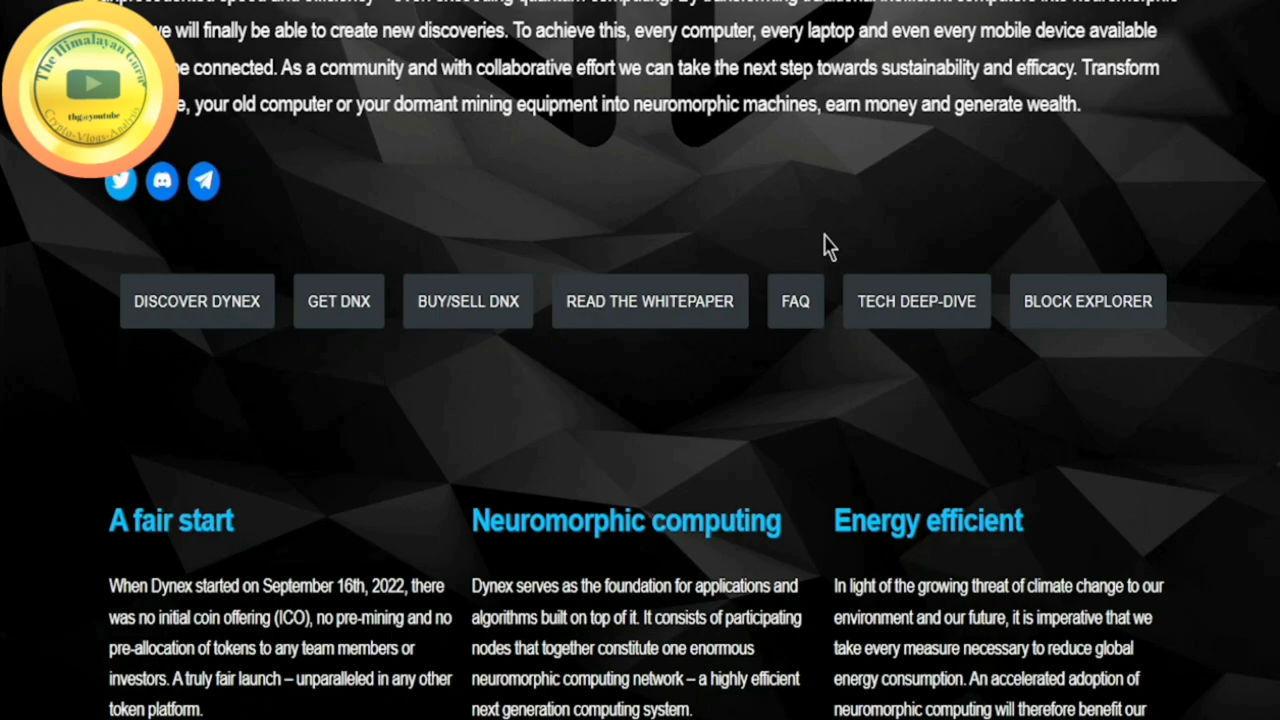 we will finally be able to create new discoveries. To achieve this, every computer, every laptop and even every mobile device available
be connected. As a community and with collaborative effort we can take the next step towards sustainability and efficacy. Transform
, your old computer or your dormant mining equipment into neuromorphic machines, earn money and generate wealth.
The Himalayan Guru
thg@youtube
Crypto-Vlogs-Analysis
DISCOVER DYNEX GET DNX BUY/SELL DNX READ THE WHITEPAPER FAQ TECH DEEP-DIVE BLOCK EXPLORER
A fair start
When Dynex started on September 16th, 2022, there
was no initial coin offering (ICO), no pre-mining and no
pre-allocation of tokens to any team members or
investors. A truly fair launch – unparalleled in any other
token platform.
Neuromorphic computing
Dynex serves as the foundation for applications and
algorithms built on top of it. It consists of participating
nodes that together constitute one enormous
neuromorphic computing network – a highly efficient
next generation computing system.
Energy efficient
In light of the growing threat of climate change to our
environment and our future, it is imperative that we
take every measure necessary to reduce global
energy consumption. An accelerated adoption of
neuromorphic computing will therefore benefit our